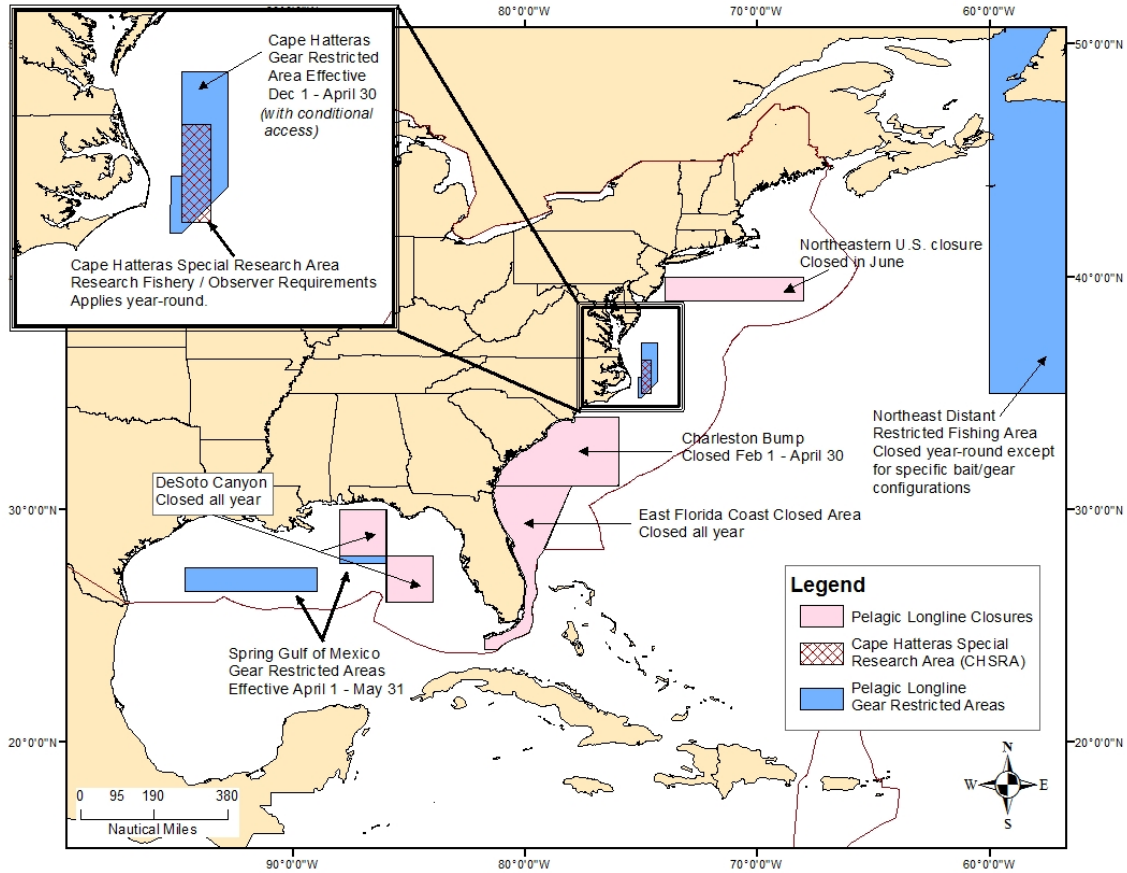 80°0'0"W
70°0'0"W
60°0'0"W
Cape Hatteras
Gear Restricted
Area Effective
Dec 1 - April 30
(with conditional
access)
Cape Hatteras Special Research Area
Research Fishery / Observer Requirements
Applies year-round.
50°0'0"N
Northeastern U.S. closure
Closed in June
40°0'0"N
Northeast Distant
Restricted Fishing Area
Closed year-round except
for specific bait/gear
configurations
Charleston Bump
Closed Feb 1 - April 30
DeSoto Canyon
Closed all year
30°0'0"N
30°0'0"N
East Florida Coast Closed Area
Closed all year
Spring Gulf of Mexico
Gear Restricted Areas
Effective April 1 - May 31
Legend
Pelagic Longline Closures
Cape Hatteras Special
Research Area (CHSRA)
Pelagic Longline
Gear Restricted Areas
20°0'0"N
20°0'0"N
0 95 190 380
Nautical Miles
N
W E
S
90°0'0"W
80°0'0"W
70°0'0"W
60°0'0"W